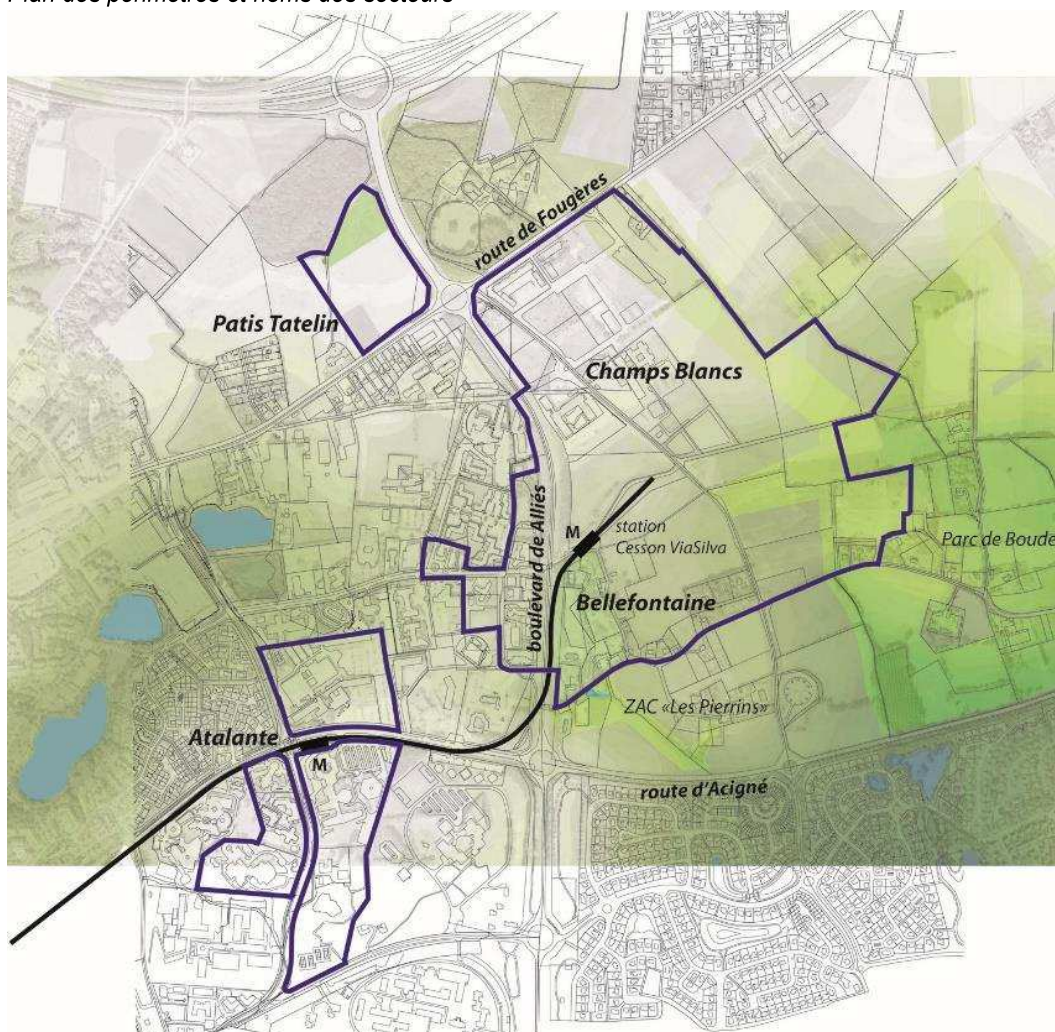 Plan des périmètres et noms des secteurs
route de Fougères
Patis Tatelin
Champs Blancs
boulevard de Alliés
M
station
Cesson ViaSilva
Parc de Boude
Bellefontaine
ZAC «Les Pierrins»
Atalante
M
route d'Acigné